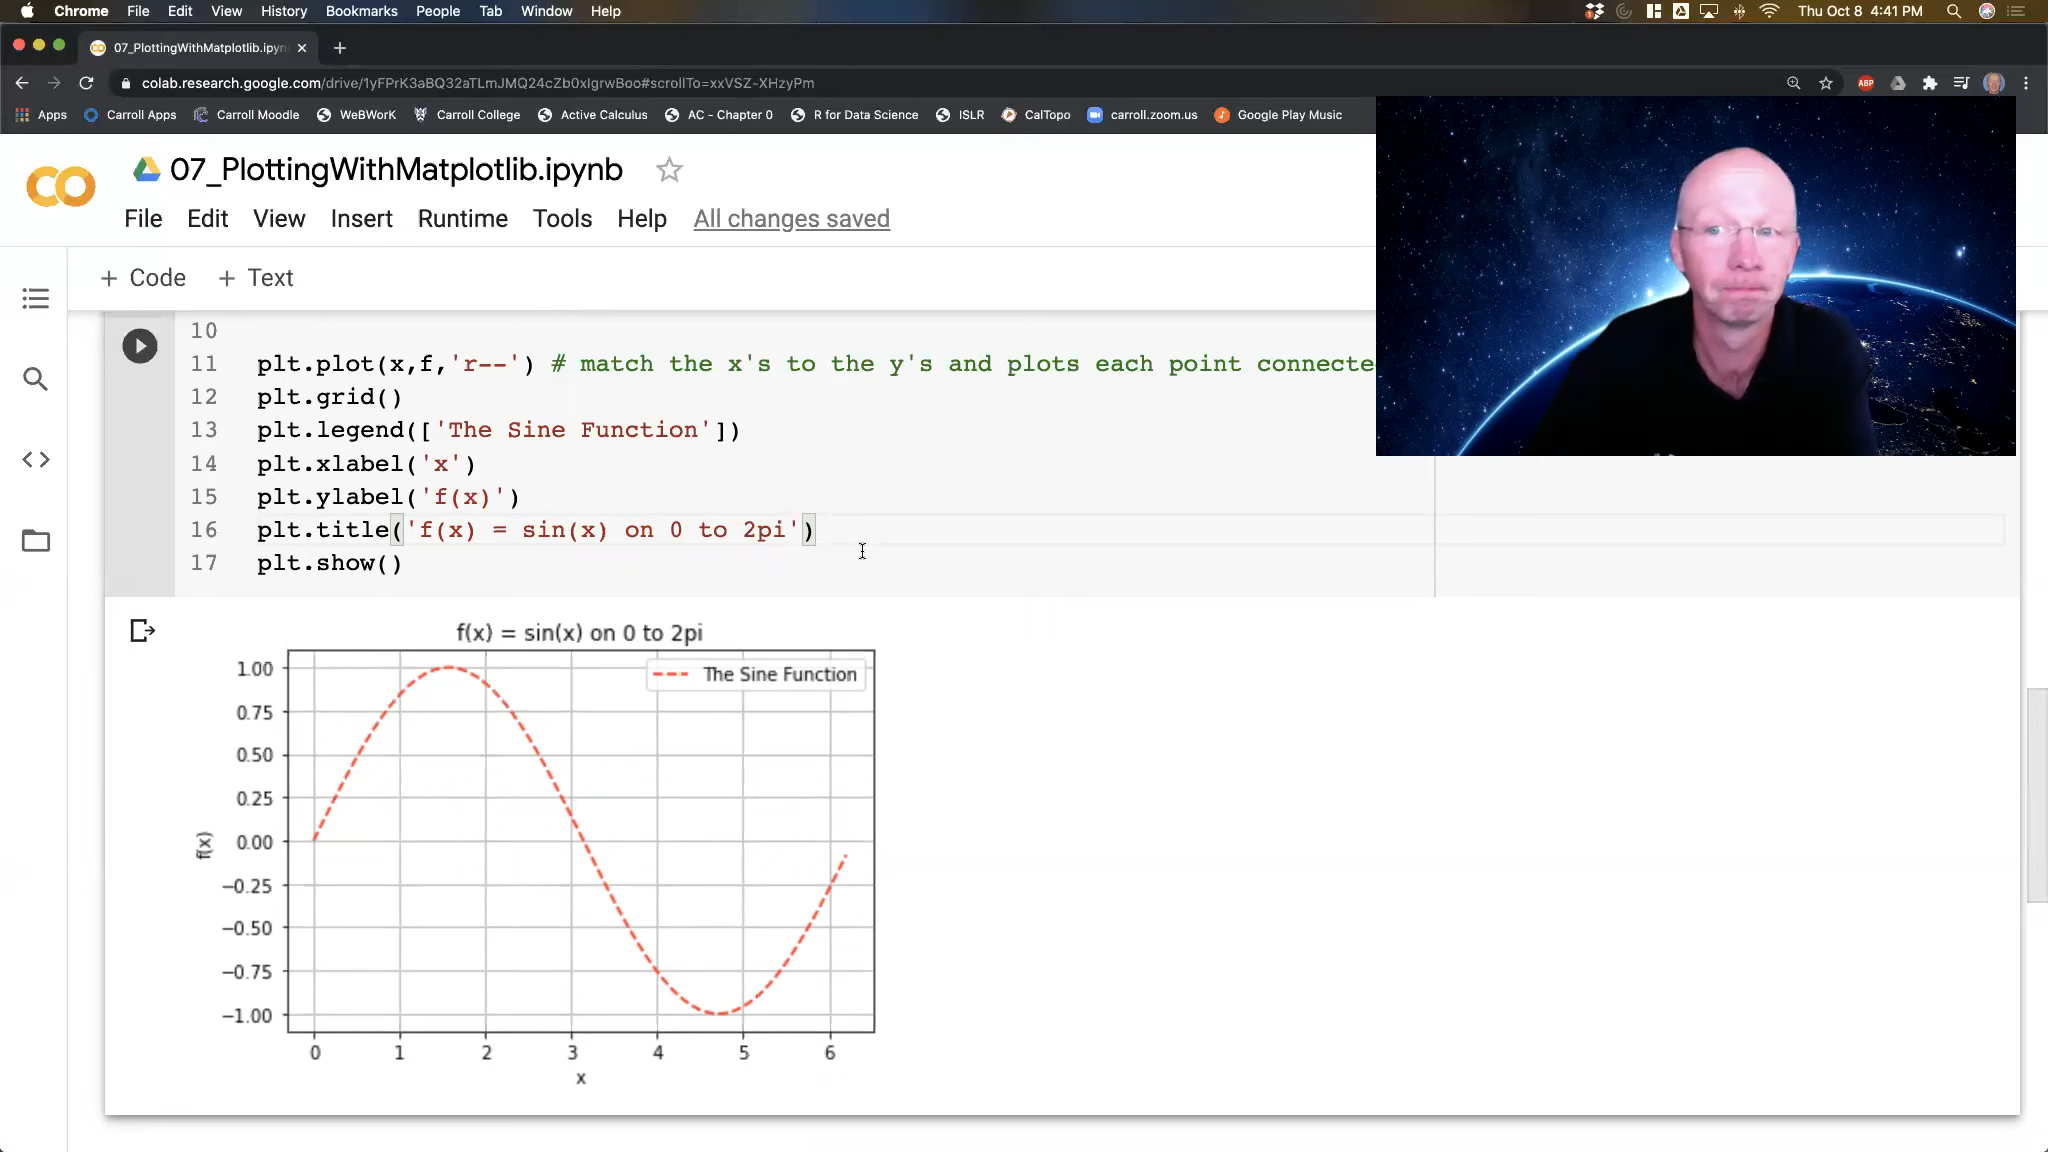 Chrome File Edit View History Bookmarks People Tab Window Help Thu Oct 8 4:41 PM
07_PlottingWithMatplotlib.ipyn
colab.research.google.com/drive/1yFPrK3aBQ32aTLmJMQ24cZb0xIgrwBoo#scrollTo=xxVSZ-XHzyPm ABP
Apps Carroll Apps Carroll Moodle WeBWorK Carroll College Active Calculus AC - Chapter 0 R for Data Science ISLR CalTopo carroll.zoom.us Google Play Music
07_PlottingWithMatplotlib.ipynb
File Edit View Insert Runtime Tools Help All changes saved
+ Code + Text
10
11 plt.plot(x,f,'r--') # match the x's to the y's and plots each point connecte
12 plt.grid()
13 plt.legend(['The Sine Function'])
14 plt.xlabel('x')
15 plt.ylabel('f(x)')
16 plt.title('f(x) = sin(x) on 0 to 2pi')
17 plt.show()
f(x) = sin(x) on 0 to 2pi
The Sine Function
1.00
0.75
0.50
0.25
0.00
−0.25
−0.50
−0.75
−1.00
f(x)
0 1 2 3 4 5 6
x